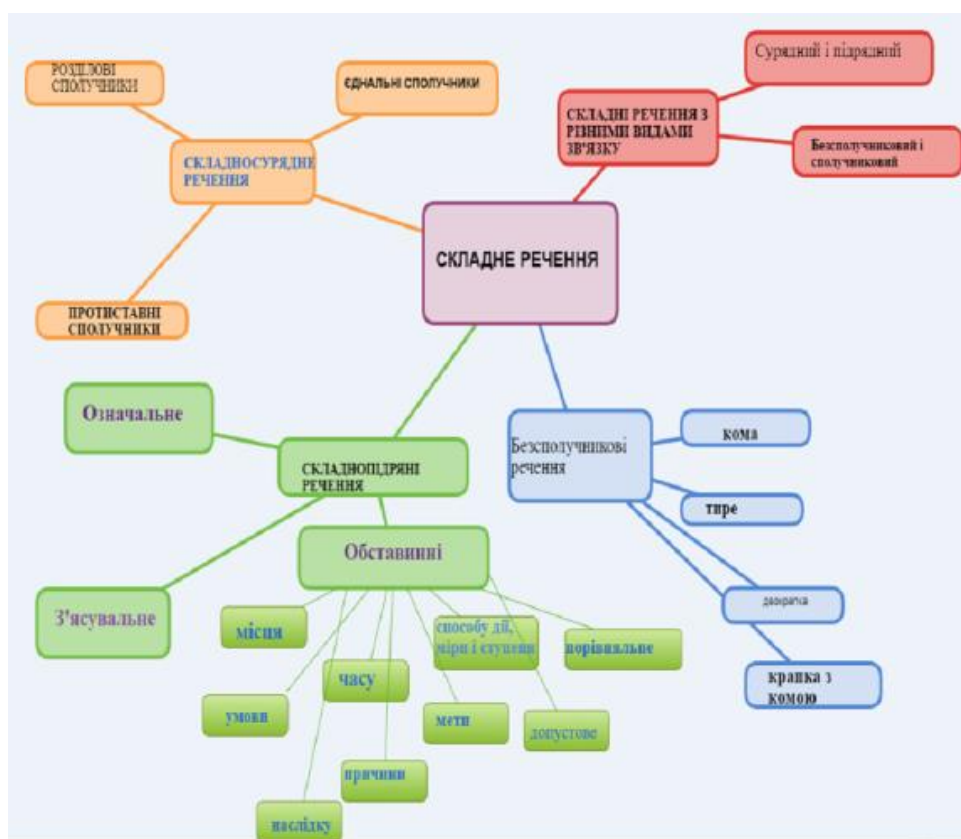 РОЗДІЛОВІ
СПОЛУЧНИКИ
ЄДНАЛЬНІ СПОЛУЧНИКИ
СКЛАДНОСУРЯДНЕ
РЕЧЕННЯ
ПРОТИСТАВНІ
СПОЛУЧНИКИ
Сурядний і підрядний
СКЛАДНІ РЕЧЕННЯ З
РІЗНИМИ ВИДАМИ
ЗВ'ЯЗКУ
Безсполучниковий і
сполучниковий
СКЛАДНЕ РЕЧЕННЯ
Означальне
СКЛАДНОПІДРЯНІ
РЕЧЕННЯ
З'ясувальне
Обставинні
місця
способу дії,
міри і ступеня
порівняльне
часу
умови
мети
допустове
причини
наслідку
Безсполучникові
речення
кома
тире
двокрапка
крапка з
комою